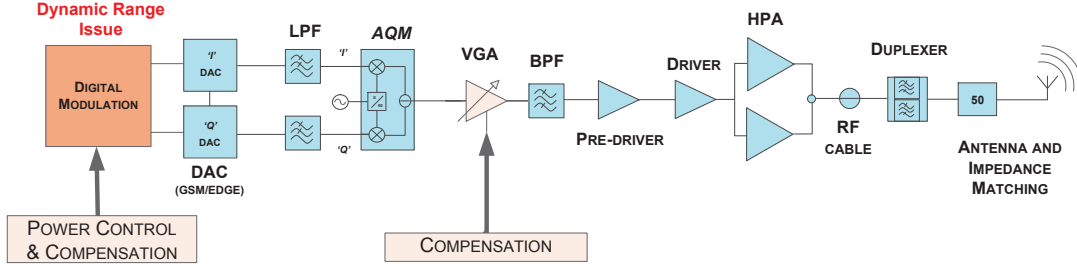 Dynamic Range
Issue
DIGITAL
MODULATION
'I'
DAC
'Q'
DAC
DAC
(GSM/EDGE)
LPF
'I'
'Q'
AQM
VGA
BPF
PRE-DRIVER
DRIVER
HPA
RF
CABLE
DUPLEXER
50
ANTENNA AND
IMPEDANCE
MATCHING
POWER CONTROL
& COMPENSATION
COMPENSATION